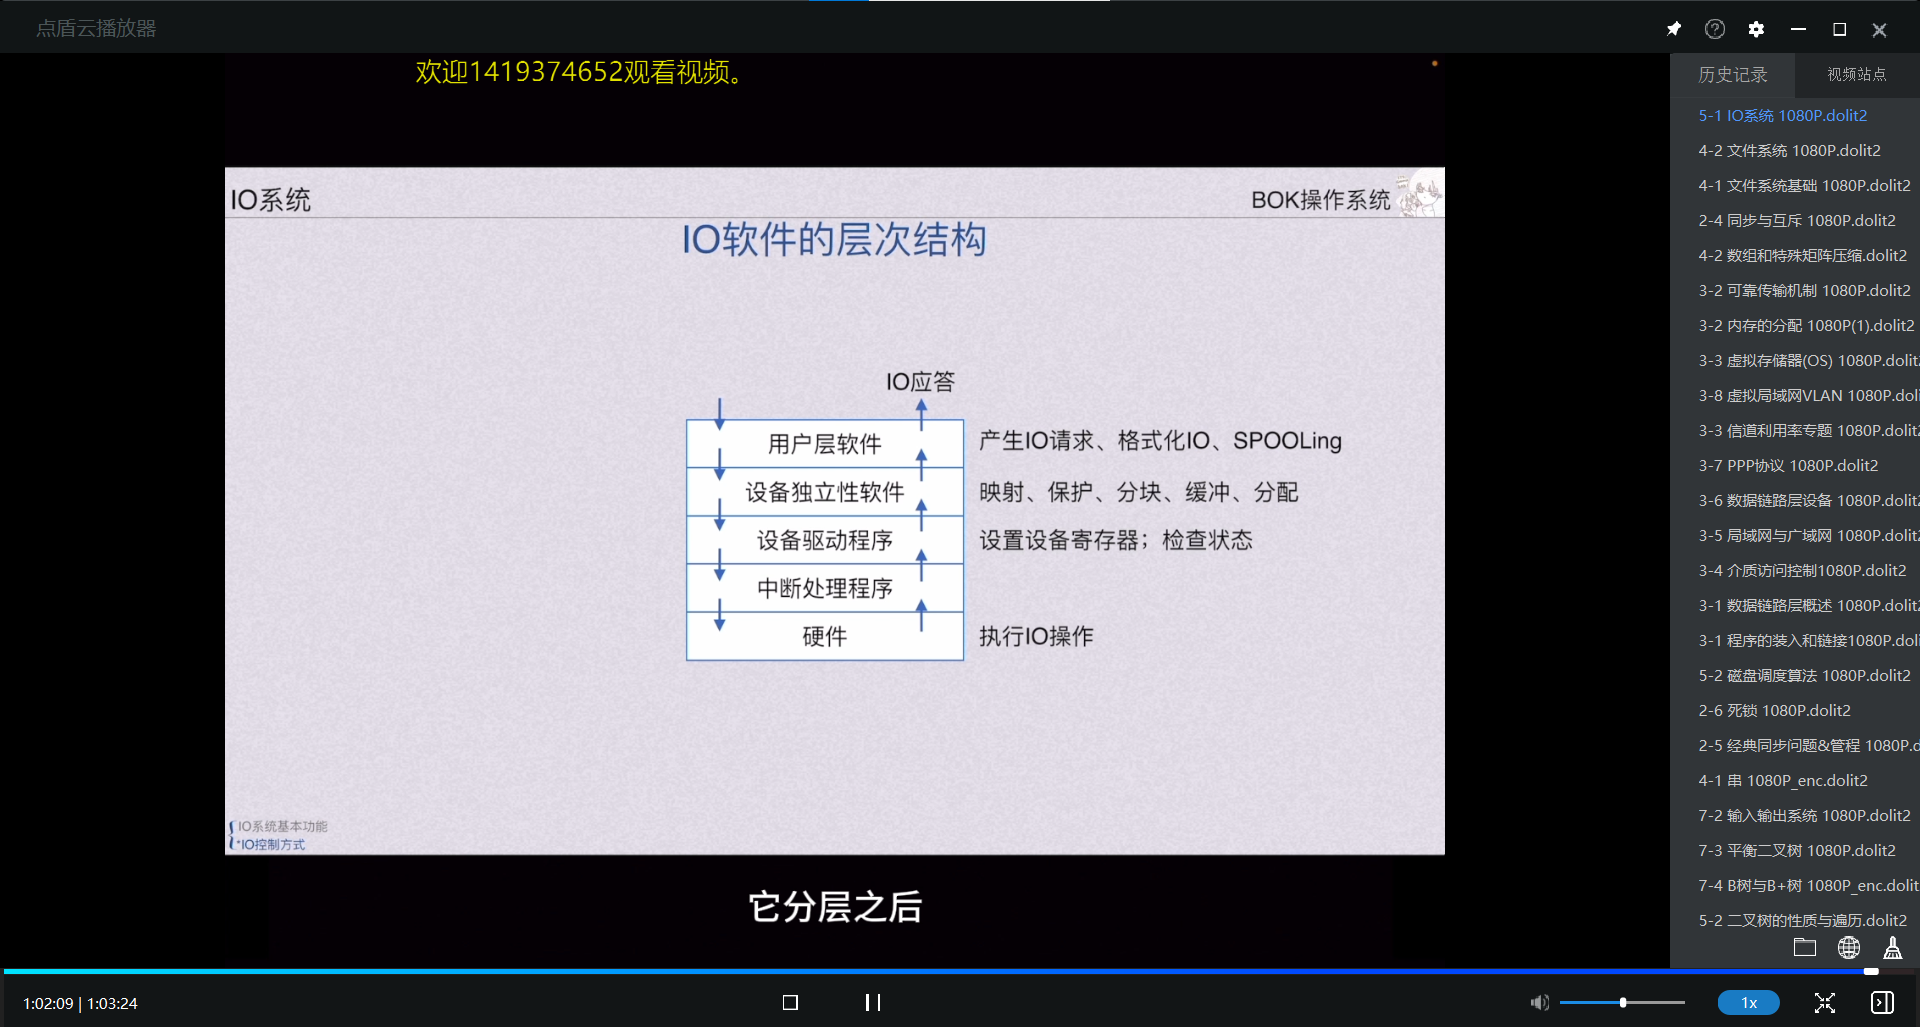 点盾云播放器
欢迎1419374652观看视频。
IO系统
BOK操作系统
IO软件的层次结构
IO应答
用户层软件
产生IO请求、格式化IO、SPOOLing
设备独立性软件
映射、保护、分块、缓冲、分配
设备驱动程序
设置设备寄存器；检查状态
中断处理程序
硬件
执行IO操作
IO系统基本功能
*IO控制方式
它分层之后
历史记录
视频站点
5-1 IO系统 1080P.dolit2
4-2 文件系统 1080P.dolit2
4-1 文件系统基础 1080P.dolit2
2-4 同步与互斥 1080P.dolit2
4-2 数组和特殊矩阵压缩.dolit2
3-2 可靠传输机制 1080P.dolit2
3-2 内存的分配 1080P(1).dolit2
3-3 虚拟存储器(OS) 1080P.dolit2
3-8 虚拟局域网VLAN 1080P.doli
3-3 信道利用率专题 1080P.dolit2
3-7 PPP协议 1080P.dolit2
3-6 数据链路层设备 1080P.dolit2
3-5 局域网与广域网 1080P.dolit2
3-4 介质访问控制1080P.dolit2
3-1 数据链路层概述 1080P.dolit2
3-1 程序的装入和链接1080P.doli
5-2 磁盘调度算法 1080P.dolit2
2-6 死锁 1080P.dolit2
2-5 经典同步问题&管程 1080P.d
4-1 串 1080P_enc.dolit2
7-2 输入输出系统 1080P.dolit2
7-3 平衡二叉树 1080P.dolit2
7-4 B树与B+树 1080P_enc.dolit
5-2 二叉树的性质与遍历.dolit2
1:02:09 | 1:03:24
1x